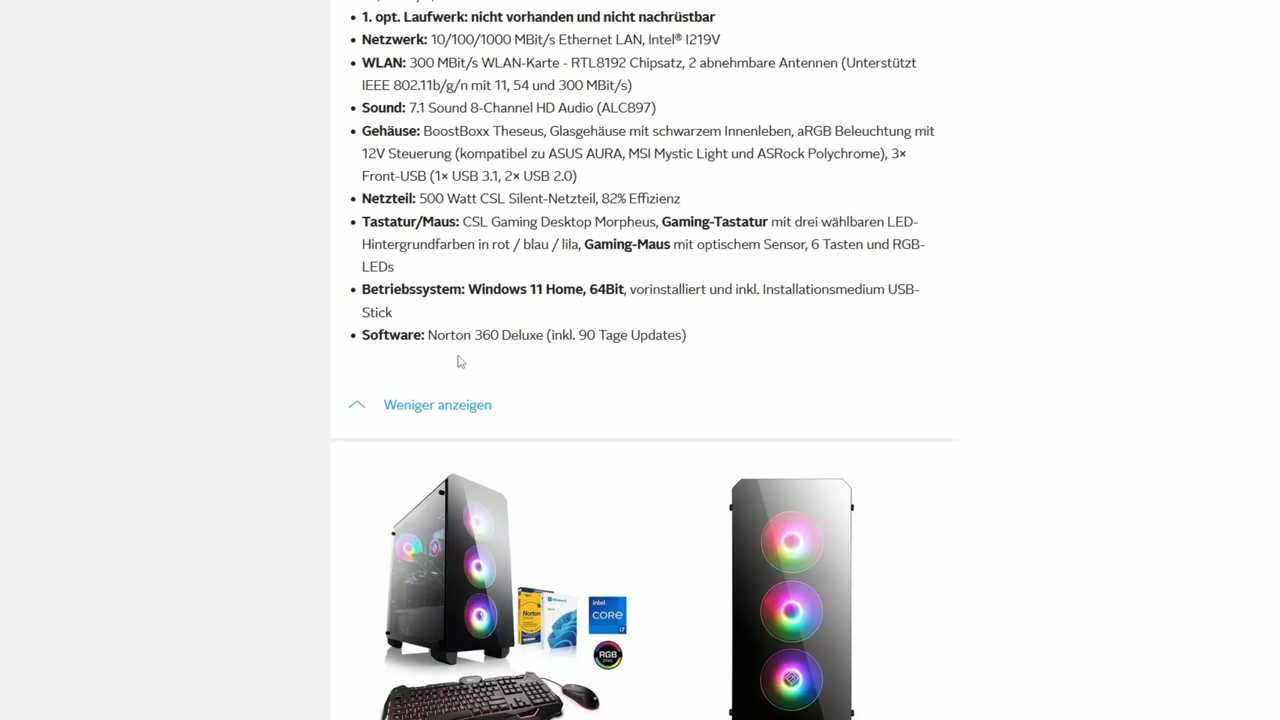 • 1. opt. Laufwerk: nicht vorhanden und nicht nachrüstbar
• Netzwerk: 10/100/1000 MBit/s Ethernet LAN, Intel® I219V
• WLAN: 300 MBit/s WLAN-Karte - RTL8192 Chipsatz, 2 abnehmbare Antennen (Unterstützt
IEEE 802.11b/g/n mit 11, 54 und 300 MBit/s)
• Sound: 7.1 Sound 8-Channel HD Audio (ALC897)
• Gehäuse: BoostBoxx Theseus, Glasgehäuse mit schwarzem Innenleben, aRGB Beleuchtung mit
12V Steuerung (kompatibel zu ASUS AURA, MSI Mystic Light und ASRock Polychrome), 3×
Front-USB (1× USB 3.1, 2× USB 2.0)
• Netzteil: 500 Watt CSL Silent-Netzteil, 82% Effizienz
• Tastatur/Maus: CSL Gaming Desktop Morpheus, Gaming-Tastatur mit drei wählbaren LED-
Hintergrundfarben in rot / blau / lila, Gaming-Maus mit optischem Sensor, 6 Tasten und RGB-
LEDs
• Betriebssystem: Windows 11 Home, 64Bit, vorinstalliert und inkl. Installationsmedium USB-
Stick
• Software: Norton 360 Deluxe (inkl. 90 Tage Updates)
Weniger anzeigen
Norton
intel
CORE
i7
RGB
SYNC